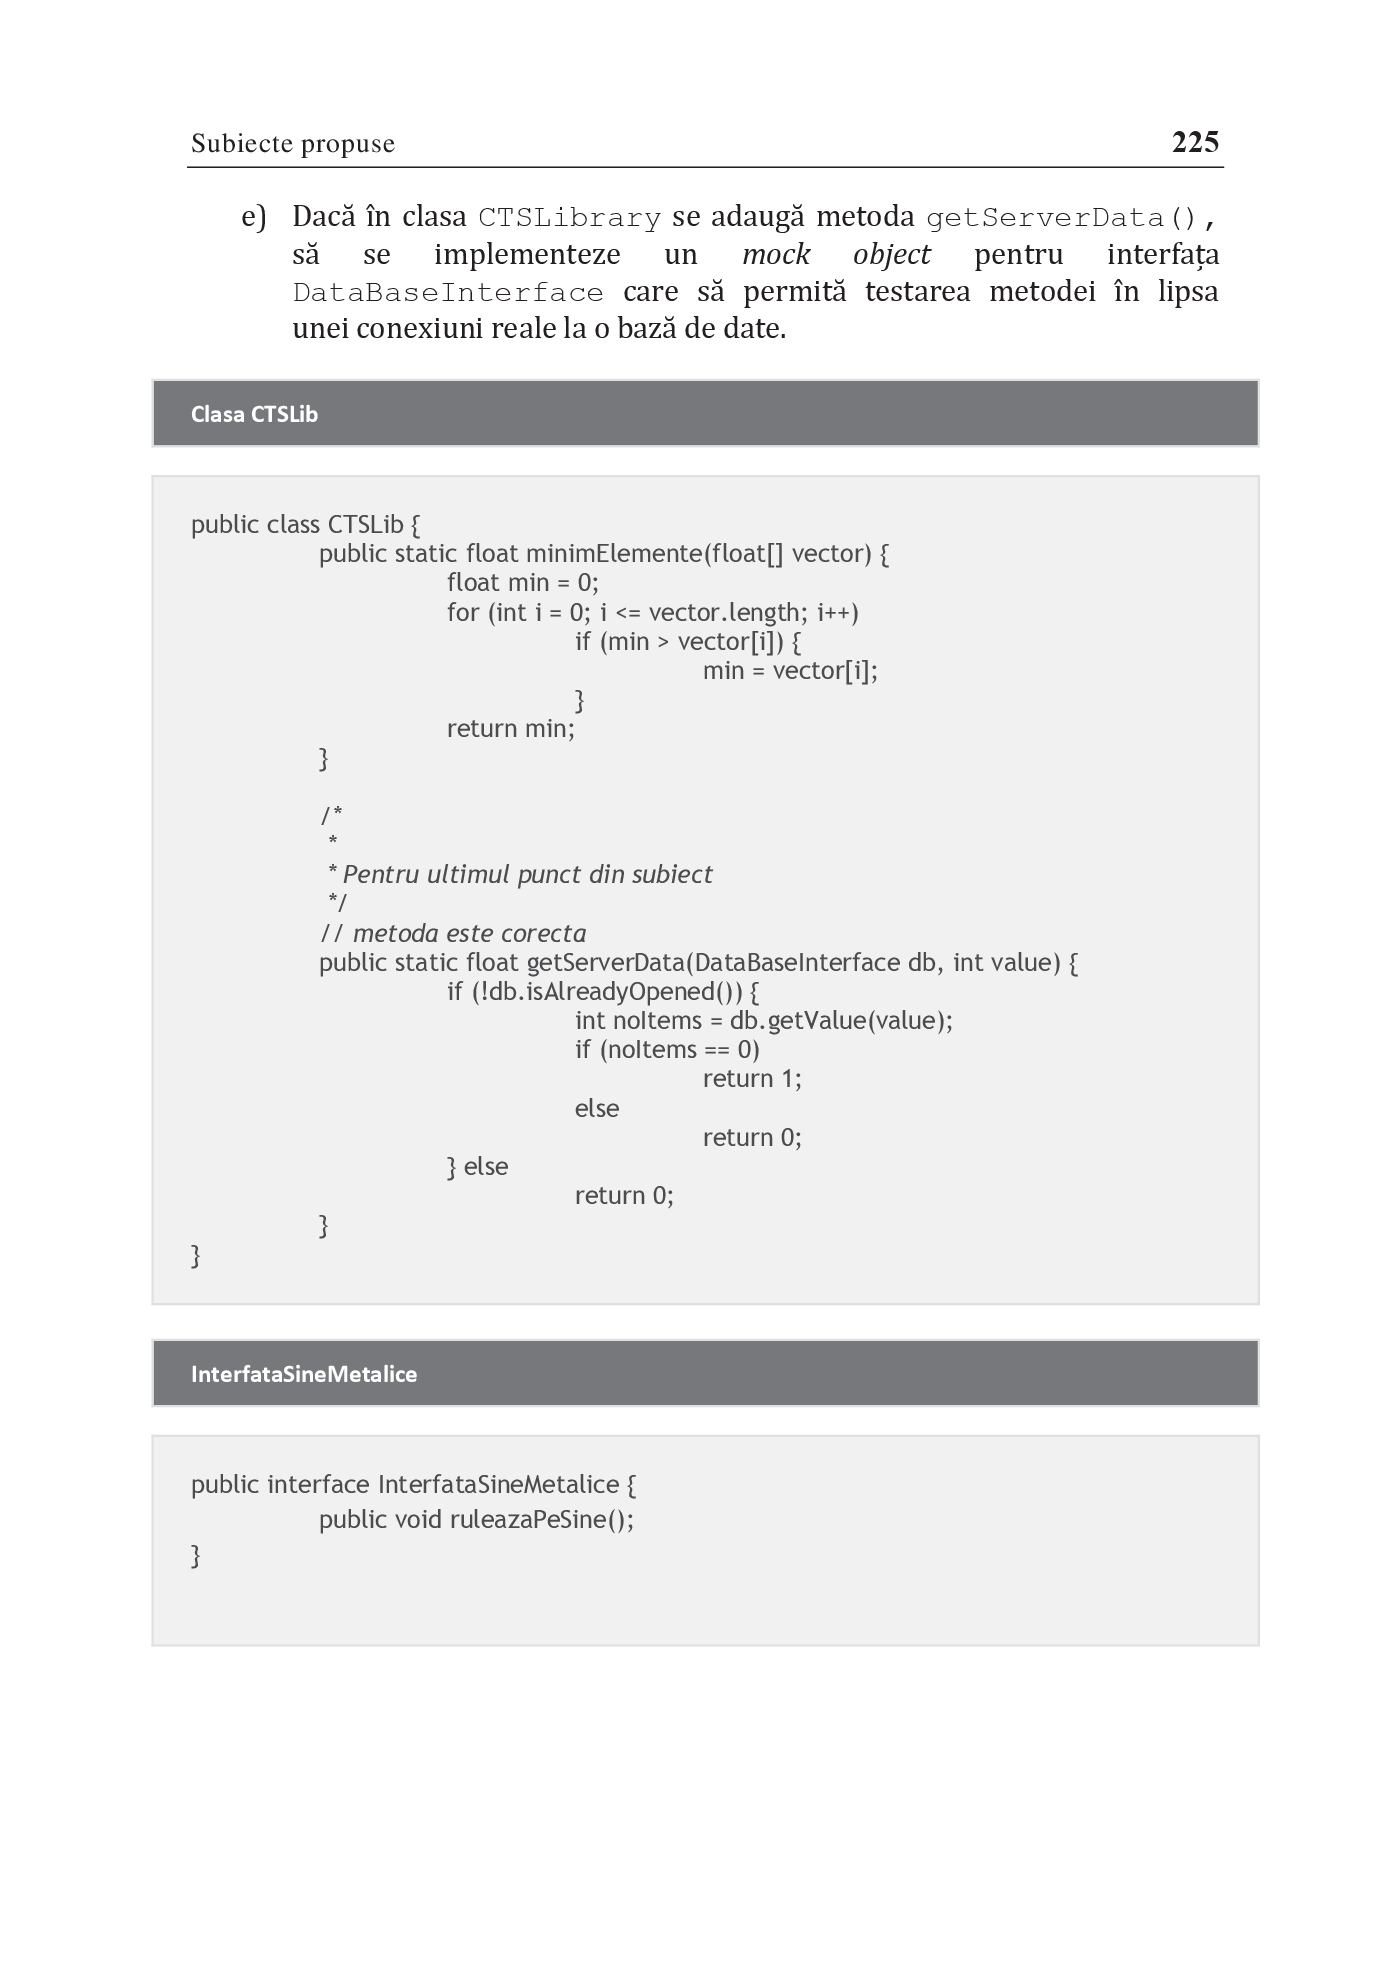 Subiecte propuse 225
e) Dacă în clasa CTSLibrary se adaugă metoda getServerData(),
să se implementeze un mock object pentru interfața
DataBaseInterface care să permită testarea metodei în lipsa
unei conexiuni reale la o bază de date.
Clasa CTSLib
public class CTSLib {
public static float minimElemente(float[] vector) {
float min = 0;
for (int i = 0; i <= vector.length; i++)
if (min > vector[i]) {
min = vector[i];
}
return min;
}
/*
*
* Pentru ultimul punct din subiect
*/
// metoda este corecta
public static float getServerData(DataBaseInterface db, int value) {
if (!db.isAlreadyOpened()) {
int noItems = db.getValue(value);
if (noItems == 0)
return 1;
else
return 0;
} else
return 0;
}
}
InterfataSineMetalice
public interface InterfataSineMetalice {
public void ruleazaPeSine();
}